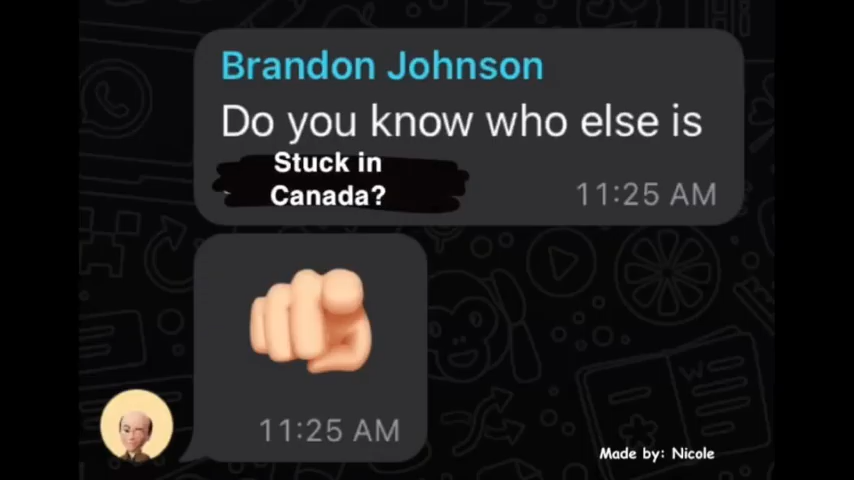 Brandon Johnson
Do you know who else is
Stuck in
Canada?
11:25 AM
11:25 AM
Made by: Nicole